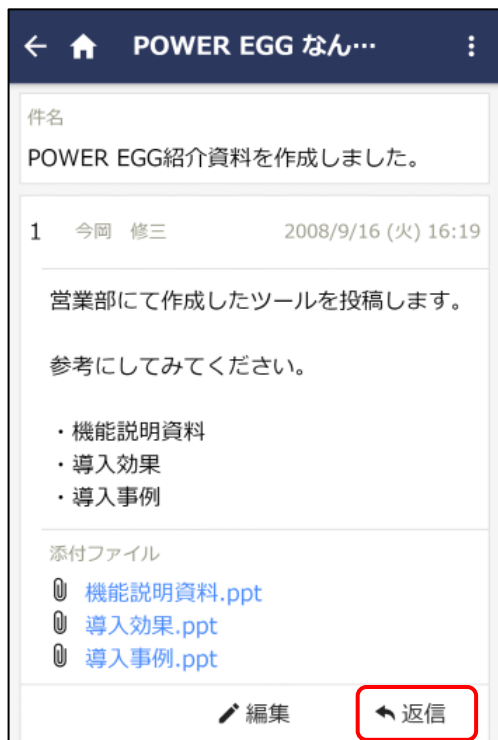 POWER EGG なん…
件名
POWER EGG紹介資料を作成しました。
1 今岡 修三 2008/9/16 (火) 16:19
営業部にて作成したツールを投稿します。
参考にしてみてください。
・機能説明資料
・導入効果
・導入事例
添付ファイル
機能説明資料.ppt
導入効果.ppt
導入事例.ppt
編集 返信